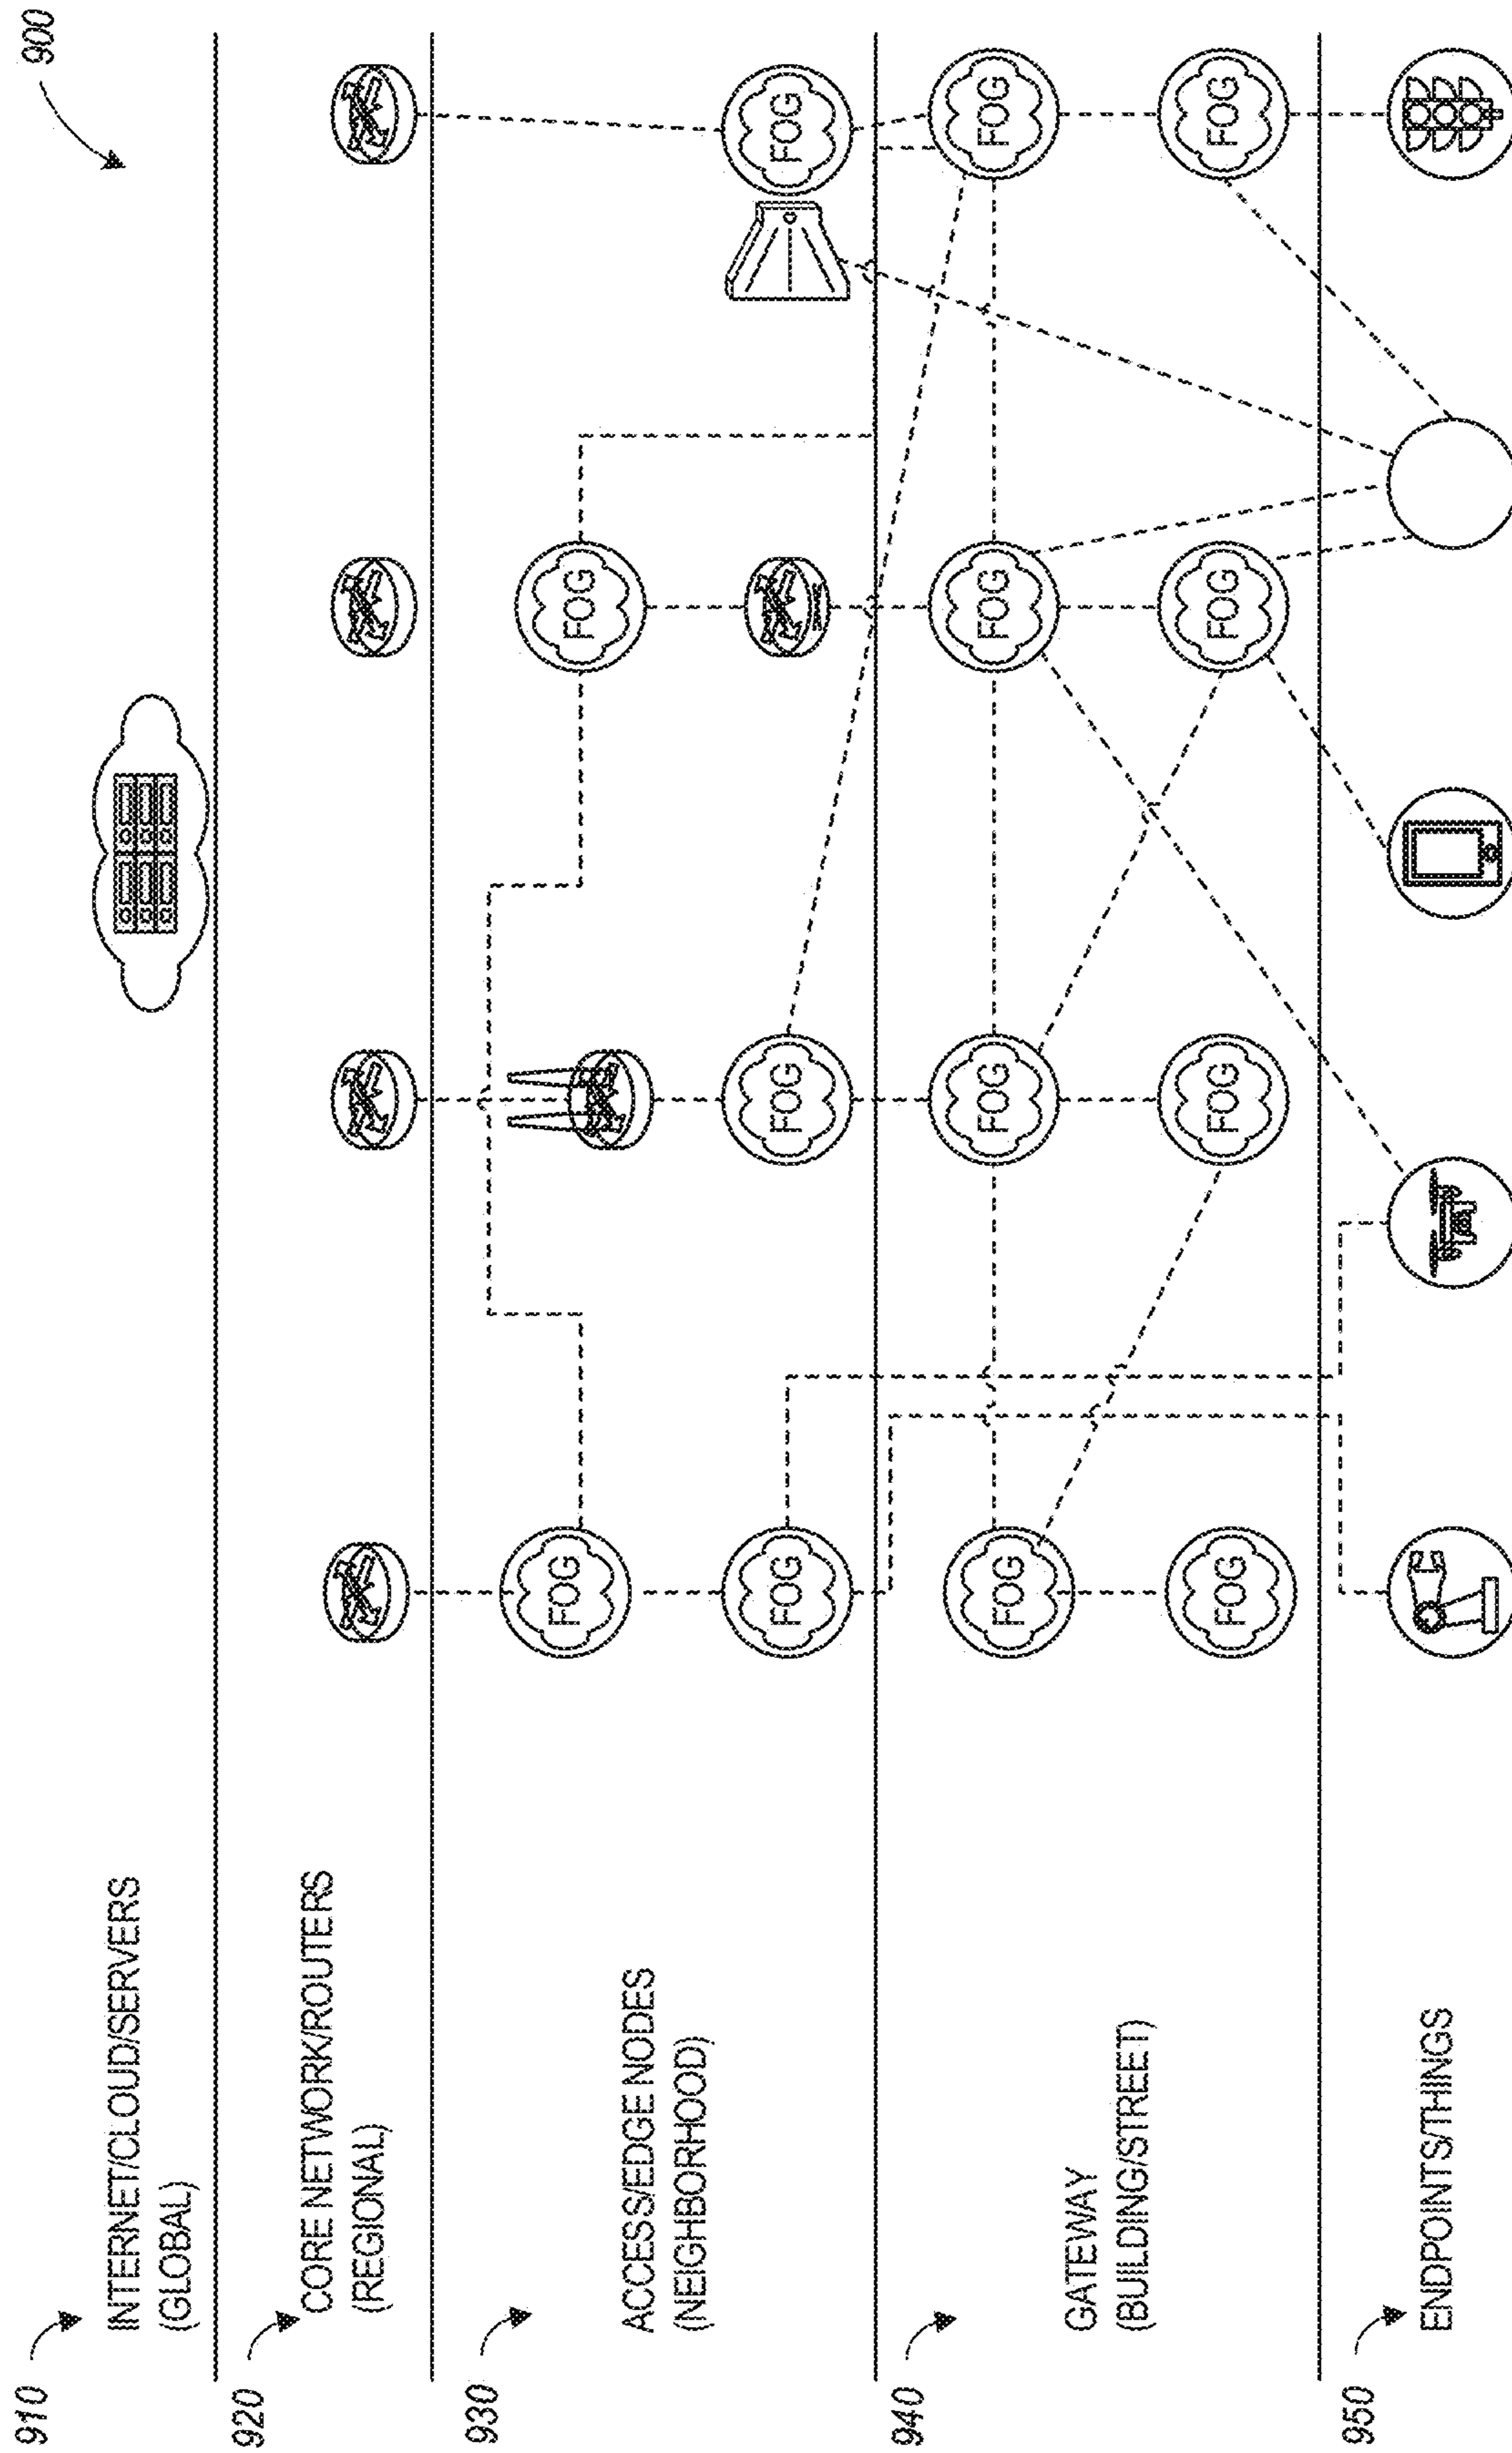 900
910
INTERNET/CLOUD/SERVERS
(GLOBAL)
920
CORE NETWORK/ROUTERS
(REGIONAL)
930
FOG
FOG
ACCESS/EDGE NODES
(NEIGHBORHOOD)
FOG
FOG
FOG
940
GATEWAY
(BUILDING/STREET)
FOG
FOG
FOG
FOG
FOG
FOG
FOG
FOG
950
ENDPOINTS/THINGS